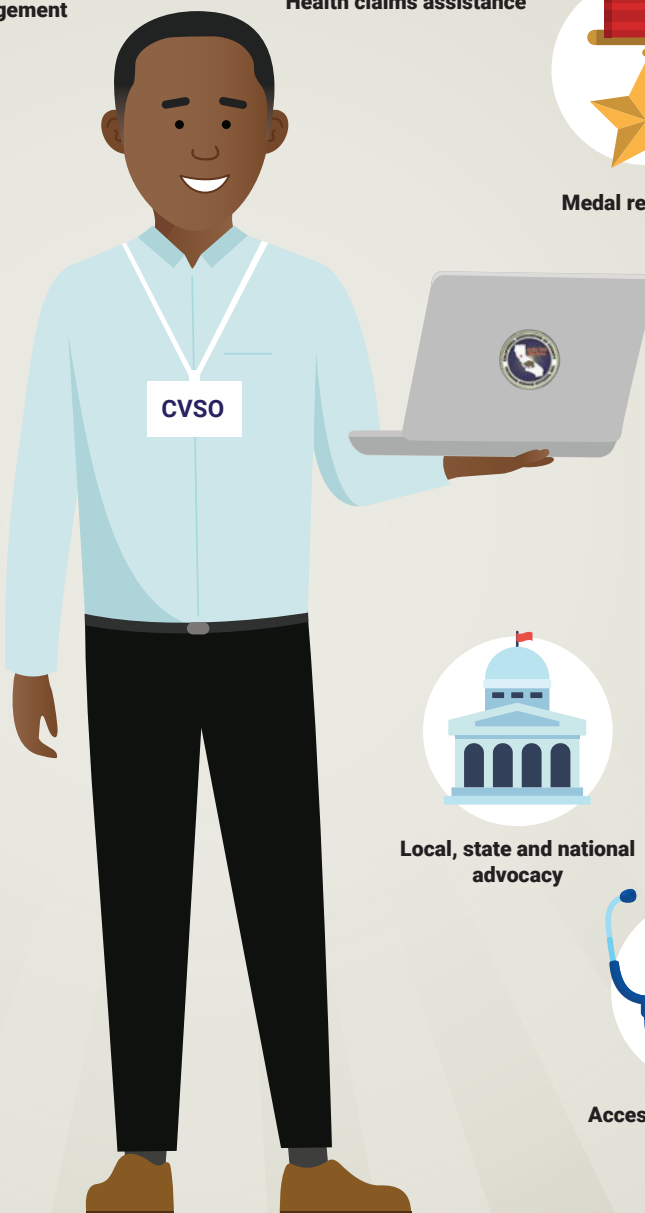 gement
Health claims assistance
Medal re
CVSO
Local, state and national
advocacy
Acces